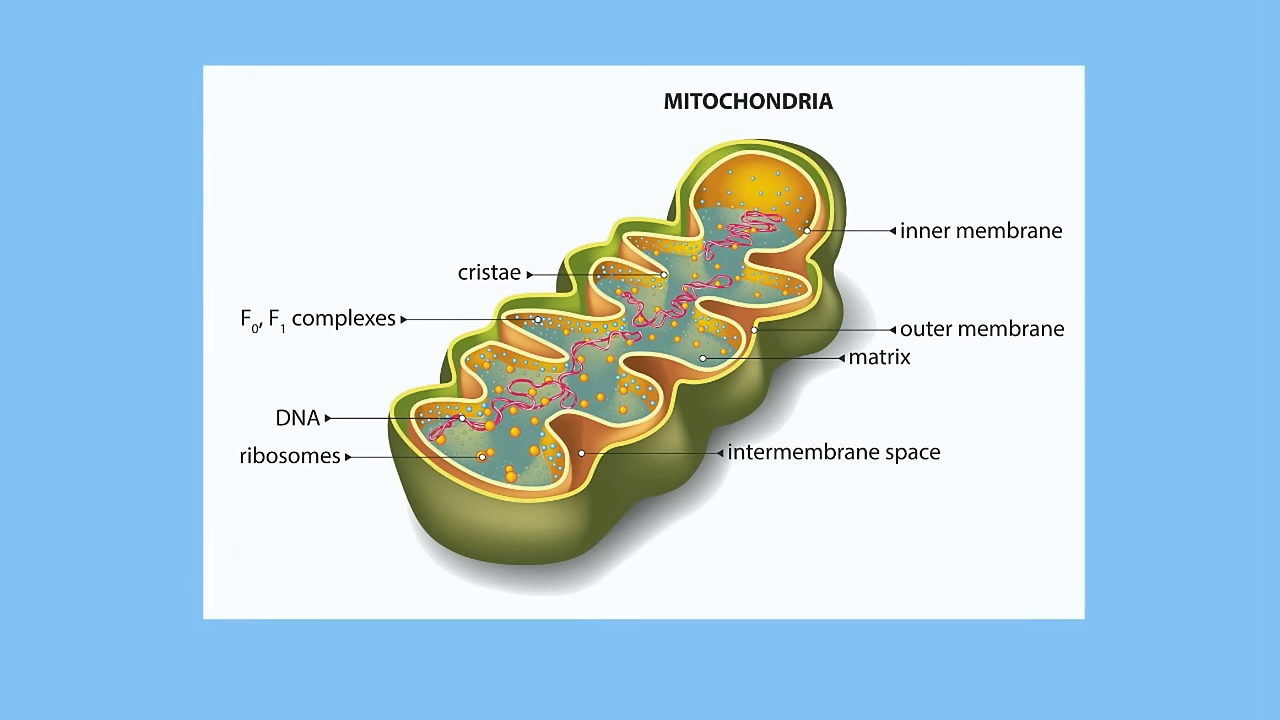 MITOCHONDRIA
inner membrane
cristae
F₀, F₁ complexes
outer membrane
matrix
DNA
ribosomes
intermembrane space